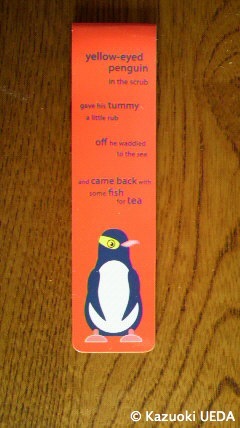 yellow-eyed
penguin
in the scrub
gave his tummy
a little rub
off he waddled
to the sea
and came back with
some fish
for tea
© Kazuoki UEDA